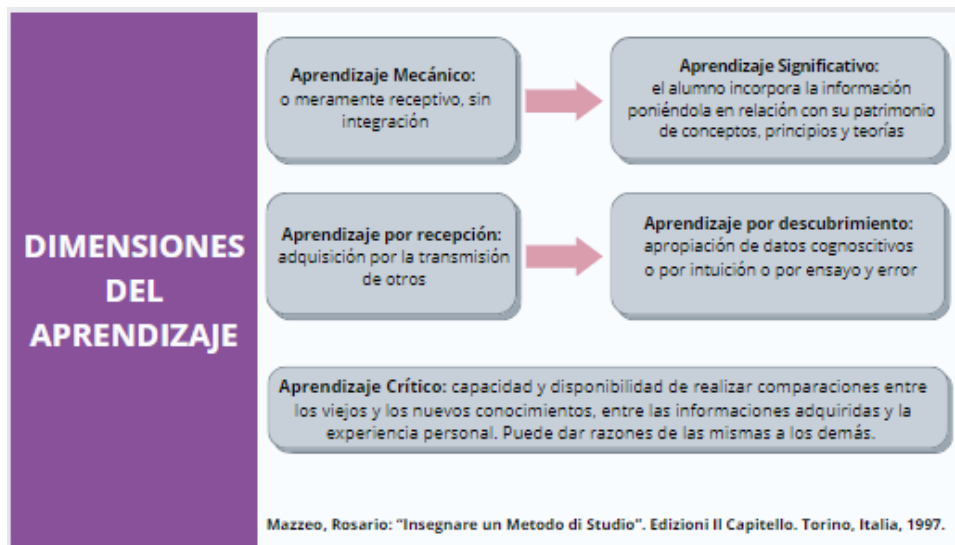 DIMENSIONES
DEL
APRENDIZAJE
Aprendizaje Mecánico:
o meramente receptivo, sin
integración
Aprendizaje Significativo:
el alumno incorpora la información
poniéndola en relación con su patrimonio
de conceptos, principios y teorías
Aprendizaje por recepción:
adquisición por la transmisión
de otros
Aprendizaje por descubrimiento:
apropiación de datos cognoscitivos
o por intuición o por ensayo y error
Aprendizaje Crítico: capacidad y disponibilidad de realizar comparaciones entre
los viejos y los nuevos conocimientos, entre las informaciones adquiridas y la
experiencia personal. Puede dar razones de las mismas a los demás.
Mazzeo, Rosario: "Insegnare un Metodo di Studio". Edizioni Il Capitello. Torino, Italia, 1997.